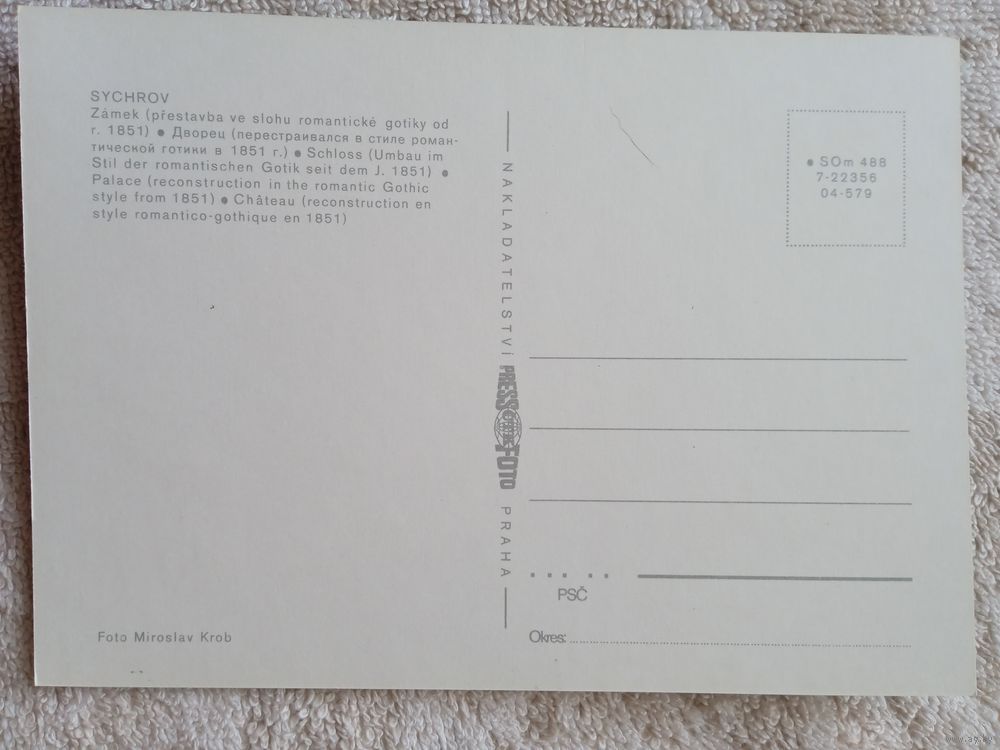 SYCHROV
Zámek (přestavba ve slohu romantické gotiky od
r. 1851) ● Дворец (перестраивался в стиле роман-
тической готики в 1851 г.) ● Schloss (Umbau im
Stil der romantischen Gotik seit dem J. 1851) ●
Palace (reconstruction in the romantic Gothic
style from 1851) ● Château (reconstruction en
style romantico-gothique en 1851)
Foto Miroslav Krob
NAKLADATELSTVÍ PRESSFOTO PRAHA
● SOm 488
7-22356
04-579
PSČ
Okres: